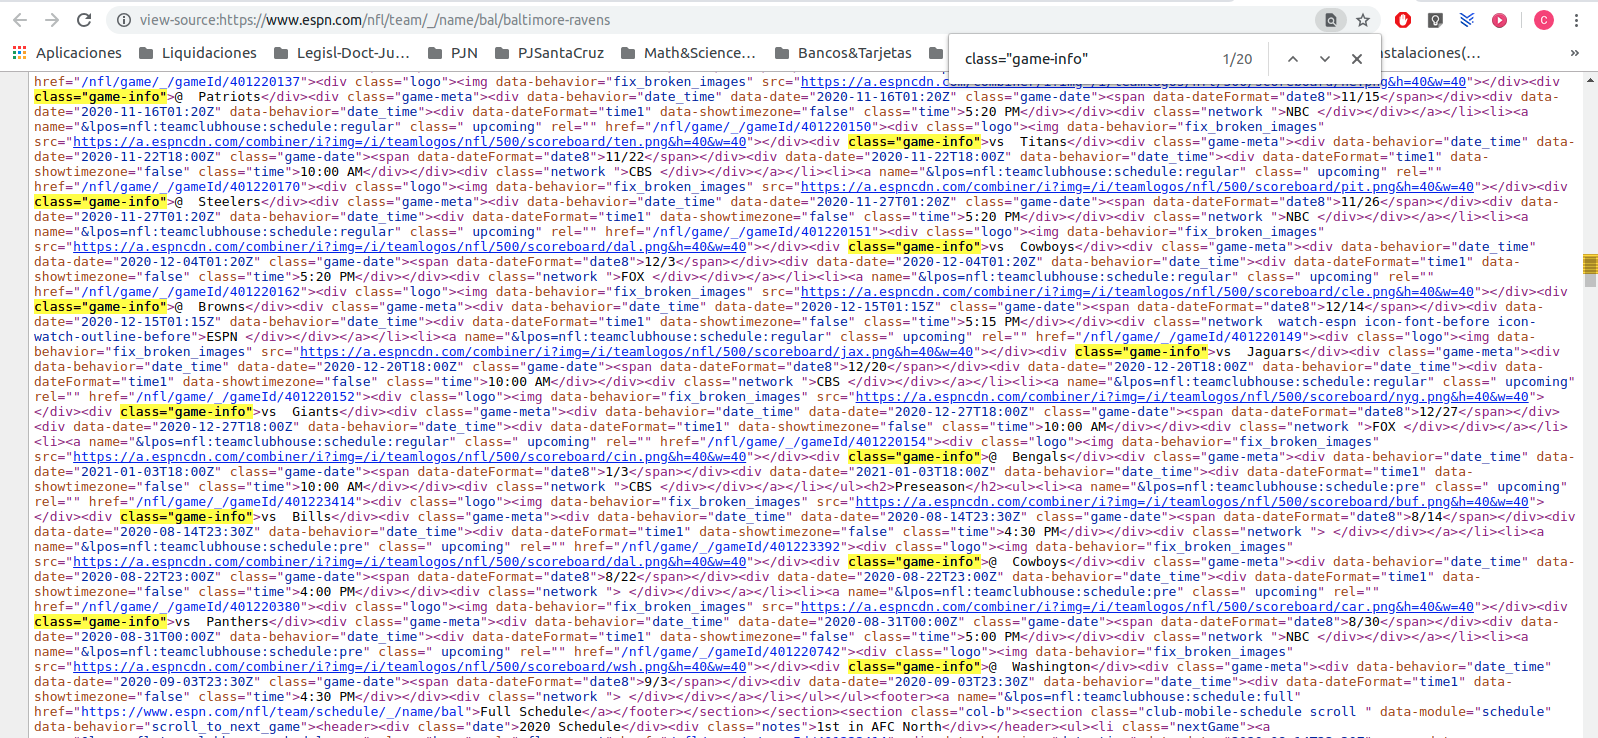 view-source:https://www.espn.com/nfl/team/_/name/bal/baltimore-ravens
C
Aplicaciones Liquidaciones Legisl-Doct-Ju… PJN PJSantaCruz Math&Science… Bancos&Tarjetas nstalaciones(… »
class="game-info" 1/20
href="/nfl/game/_/gameId/401220137"><div class="logo"><img data-behavior="fix_broken_images" src="https://a.espncdn.com/combiner/i?img=/i/teamlogos/nfl/500/scoreboard/ne.png&h=40&w=40"></div><div
class="game-info">@  Patriots</div><div class="game-meta"><div data-behavior="date_time" data-date="2020-11-16T01:20Z" class="game-date"><span data-dateFormat="date8">11/15</span></div><div data-
date="2020-11-16T01:20Z" data-behavior="date_time"><div data-dateFormat="time1" data-showtimezone="false" class="time">5:20 PM</div></div><div class="network ">NBC </div></div></a></li><li><a
name="&lpos=nfl:teamclubhouse:schedule:regular" class=" upcoming" rel="" href="/nfl/game/_/gameId/401220150"><div class="logo"><img data-behavior="fix_broken_images"
src="https://a.espncdn.com/combiner/i?img=/i/teamlogos/nfl/500/scoreboard/ten.png&h=40&w=40"></div><div class="game-info">vs  Titans</div><div class="game-meta"><div data-behavior="date_time" data-
date="2020-11-22T18:00Z" class="game-date"><span data-dateFormat="date8">11/22</span></div><div data-date="2020-11-22T18:00Z" data-behavior="date_time"><div data-dateFormat="time1" data-
showtimezone="false" class="time">10:00 AM</div></div><div class="network ">CBS </div></div></a></li><li><a name="&lpos=nfl:teamclubhouse:schedule:regular" class=" upcoming" rel=""
href="/nfl/game/_/gameId/401220170"><div class="logo"><img data-behavior="fix_broken_images" src="https://a.espncdn.com/combiner/i?img=/i/teamlogos/nfl/500/scoreboard/pit.png&h=40&w=40"></div><div
class="game-info">@  Steelers</div><div class="game-meta"><div data-behavior="date_time" data-date="2020-11-27T01:20Z" class="game-date"><span data-dateFormat="date8">11/26</span></div><div data-
date="2020-11-27T01:20Z" data-behavior="date_time"><div data-dateFormat="time1" data-showtimezone="false" class="time">5:20 PM</div></div><div class="network ">NBC </div></div></a></li><li><a
name="&lpos=nfl:teamclubhouse:schedule:regular" class=" upcoming" rel="" href="/nfl/game/_/gameId/401220151"><div class="logo"><img data-behavior="fix_broken_images"
src="https://a.espncdn.com/combiner/i?img=/i/teamlogos/nfl/500/scoreboard/dal.png&h=40&w=40"></div><div class="game-info">vs  Cowboys</div><div class="game-meta"><div data-behavior="date_time"
data-date="2020-12-04T01:20Z" class="game-date"><span data-dateFormat="date8">12/3</span></div><div data-date="2020-12-04T01:20Z" data-behavior="date_time"><div data-dateFormat="time1" data-
showtimezone="false" class="time">5:20 PM</div></div><div class="network ">FOX </div></div></a></li><li><a name="&lpos=nfl:teamclubhouse:schedule:regular" class=" upcoming" rel=""
href="/nfl/game/_/gameId/401220162"><div class="logo"><img data-behavior="fix_broken_images" src="https://a.espncdn.com/combiner/i?img=/i/teamlogos/nfl/500/scoreboard/cle.png&h=40&w=40"></div><div
class="game-info">@  Browns</div><div class="game-meta"><div data-behavior="date_time" data-date="2020-12-15T01:15Z" class="game-date"><span data-dateFormat="date8">12/14</span></div><div data-
date="2020-12-15T01:15Z" data-behavior="date_time"><div data-dateFormat="time1" data-showtimezone="false" class="time">5:15 PM</div></div><div class="network  watch-espn icon-font-before icon-
watch-outline-before">ESPN </div></div></a></li><li><a name="&lpos=nfl:teamclubhouse:schedule:regular" class=" upcoming" rel="" href="/nfl/game/_/gameId/401220149"><div class="logo"><img data-
behavior="fix_broken_images" src="https://a.espncdn.com/combiner/i?img=/i/teamlogos/nfl/500/scoreboard/jax.png&h=40&w=40"></div><div class="game-info">vs  Jaguars</div><div class="game-meta"><div
data-behavior="date_time" data-date="2020-12-20T18:00Z" class="game-date"><span data-dateFormat="date8">12/20</span></div><div data-date="2020-12-20T18:00Z" data-behavior="date_time"><div data-
dateFormat="time1" data-showtimezone="false" class="time">10:00 AM</div></div><div class="network ">CBS </div></div></a></li><li><a name="&lpos=nfl:teamclubhouse:schedule:regular" class=" upcoming"
rel="" href="/nfl/game/_/gameId/401220152"><div class="logo"><img data-behavior="fix_broken_images" src="https://a.espncdn.com/combiner/i?img=/i/teamlogos/nfl/500/scoreboard/nyg.png&h=40&w=40">
</div><div class="game-info">vs  Giants</div><div class="game-meta"><div data-behavior="date_time" data-date="2020-12-27T18:00Z" class="game-date"><span data-dateFormat="date8">12/27</span></div>
<div data-date="2020-12-27T18:00Z" data-behavior="date_time"><div data-dateFormat="time1" data-showtimezone="false" class="time">10:00 AM</div></div><div class="network ">FOX </div></div></a></li>
<li><a name="&lpos=nfl:teamclubhouse:schedule:regular" class=" upcoming" rel="" href="/nfl/game/_/gameId/401220154"><div class="logo"><img data-behavior="fix_broken_images"
src="https://a.espncdn.com/combiner/i?img=/i/teamlogos/nfl/500/scoreboard/cin.png&h=40&w=40"></div><div class="game-info">@  Bengals</div><div class="game-meta"><div data-behavior="date_time" data-
date="2021-01-03T18:00Z" class="game-date"><span data-dateFormat="date8">1/3</span></div><div data-date="2021-01-03T18:00Z" data-behavior="date_time"><div data-dateFormat="time1" data-
showtimezone="false" class="time">10:00 AM</div></div><div class="network ">CBS </div></div></a></li></ul><h2>Preseason</h2><ul><li><a name="&lpos=nfl:teamclubhouse:schedule:pre" class=" upcoming"
rel="" href="/nfl/game/_/gameId/401223414"><div class="logo"><img data-behavior="fix_broken_images" src="https://a.espncdn.com/combiner/i?img=/i/teamlogos/nfl/500/scoreboard/buf.png&h=40&w=40">
</div><div class="game-info">vs  Bills</div><div class="game-meta"><div data-behavior="date_time" data-date="2020-08-14T23:30Z" class="game-date"><span data-dateFormat="date8">8/14</span></div><div
data-date="2020-08-14T23:30Z" data-behavior="date_time"><div data-dateFormat="time1" data-showtimezone="false" class="time">4:30 PM</div></div><div class="network "> </div></div></a></li><li><a
name="&lpos=nfl:teamclubhouse:schedule:pre" class=" upcoming" rel="" href="/nfl/game/_/gameId/401223392"><div class="logo"><img data-behavior="fix_broken_images"
src="https://a.espncdn.com/combiner/i?img=/i/teamlogos/nfl/500/scoreboard/dal.png&h=40&w=40"></div><div class="game-info">@  Cowboys</div><div class="game-meta"><div data-behavior="date_time" data-
date="2020-08-22T23:00Z" class="game-date"><span data-dateFormat="date8">8/22</span></div><div data-date="2020-08-22T23:00Z" data-behavior="date_time"><div data-dateFormat="time1" data-
showtimezone="false" class="time">4:00 PM</div></div><div class="network "> </div></div></a></li><li><a name="&lpos=nfl:teamclubhouse:schedule:pre" class=" upcoming" rel=""
href="/nfl/game/_/gameId/401220380"><div class="logo"><img data-behavior="fix_broken_images" src="https://a.espncdn.com/combiner/i?img=/i/teamlogos/nfl/500/scoreboard/car.png&h=40&w=40"></div><div
class="game-info">vs  Panthers</div><div class="game-meta"><div data-behavior="date_time" data-date="2020-08-31T00:00Z" class="game-date"><span data-dateFormat="date8">8/30</span></div><div data-
date="2020-08-31T00:00Z" data-behavior="date_time"><div data-dateFormat="time1" data-showtimezone="false" class="time">5:00 PM</div></div><div class="network ">NBC </div></div></a></li><li><a
name="&lpos=nfl:teamclubhouse:schedule:pre" class=" upcoming" rel="" href="/nfl/game/_/gameId/401220742"><div class="logo"><img data-behavior="fix_broken_images"
src="https://a.espncdn.com/combiner/i?img=/i/teamlogos/nfl/500/scoreboard/wsh.png&h=40&w=40"></div><div class="game-info">@  Washington</div><div class="game-meta"><div data-behavior="date_time"
data-date="2020-09-03T23:30Z" class="game-date"><span data-dateFormat="date8">9/3</span></div><div data-date="2020-09-03T23:30Z" data-behavior="date_time"><div data-dateFormat="time1" data-
showtimezone="false" class="time">4:30 PM</div></div><div class="network "> </div></div></a></li></ul></ul><footer><a name="&lpos=nfl:teamclubhouse:schedule:full"
href="https://www.espn.com/nfl/team/schedule/_/name/bal">Full Schedule</a></footer></section></section><section class="col-b"><section class="club-mobile-schedule scroll " data-module="schedule"
data-behavior="scroll_to_next_game"><header><div class="date">2020 Schedule</div><div class="notes">1st in AFC North</div></header><ul><li class="nextGame"><a